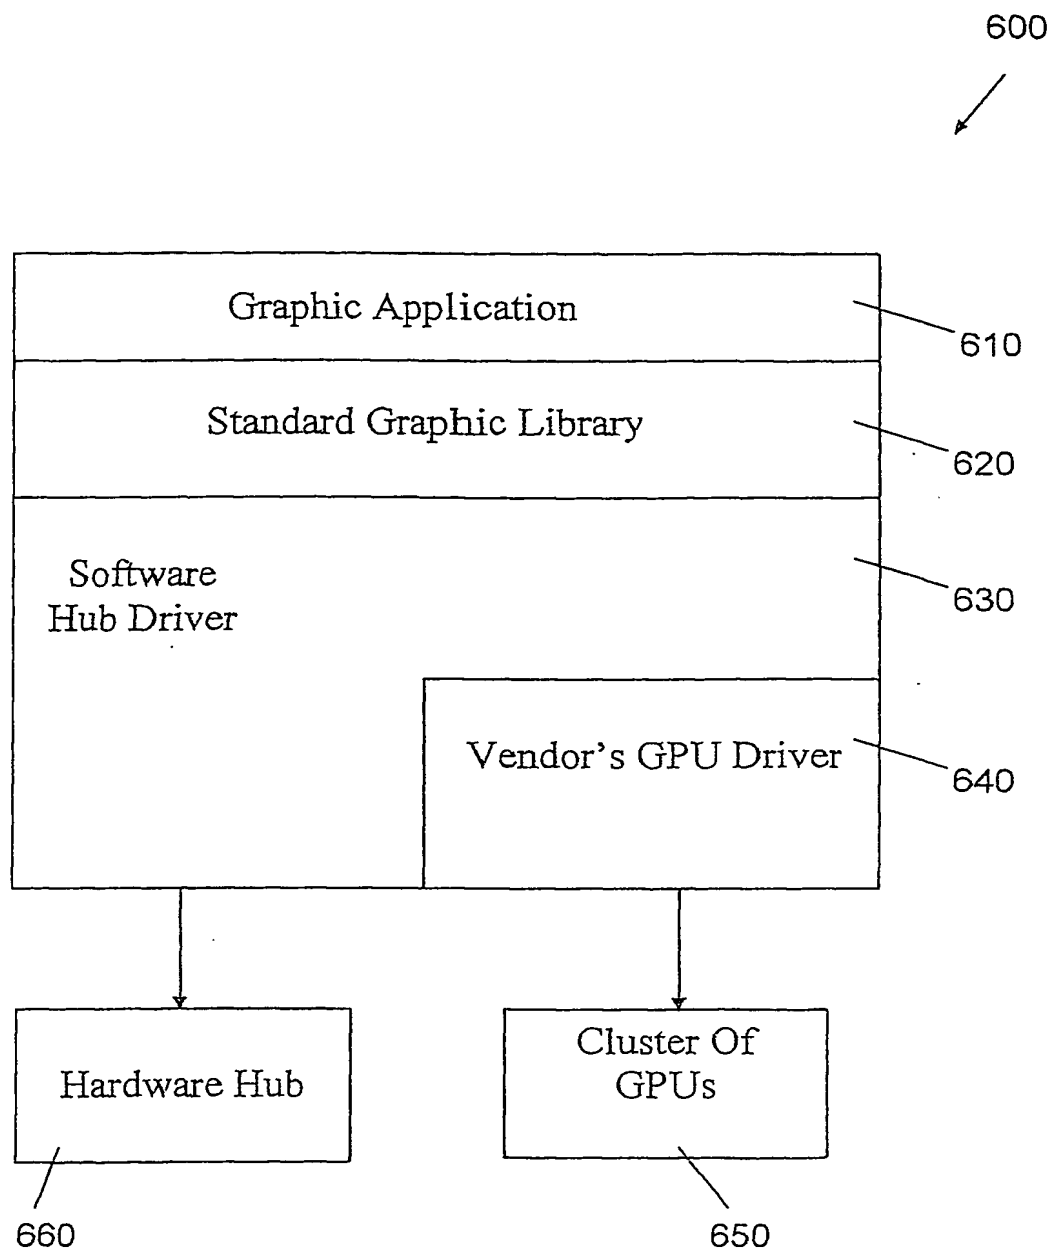 600
Graphic Application
610
Standard Graphic Library
620
Software
Hub Driver
630
Vendor's GPU Driver
640
Hardware Hub
Cluster Of
GPUs
660
650